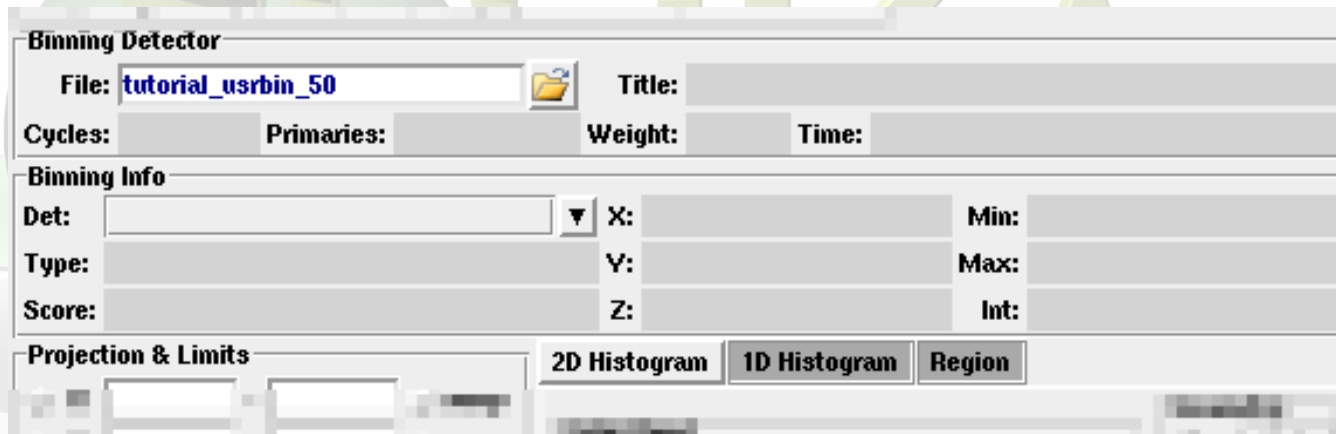 Binning Detector
File: tutorial_usrbin_50 Title:
Cycles: Primaries: Weight: Time:
Binning Info
Det: X: Min:
Type: Y: Max:
Score: Z: Int:
Projection & Limits 2D Histogram 1D Histogram Region